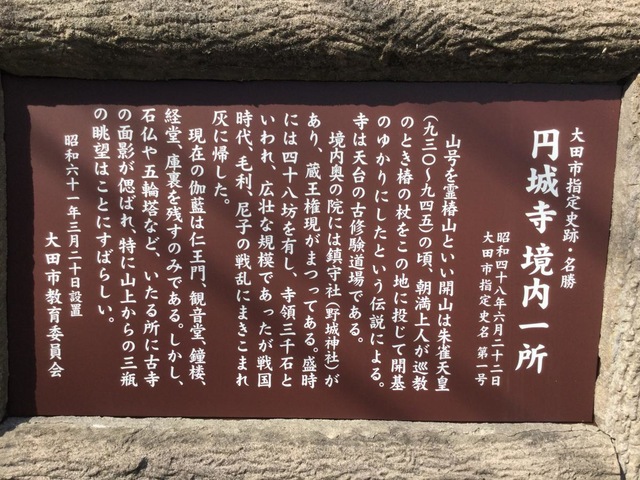 大田市指定史跡・名勝
円城寺境内一所
昭和四十八年六月二十二日
大田市指定史名 第一号
山号を霊椿山といい開山は朱雀天皇
(九三〇〜九四五)の頃、朝満上人が巡教
のとき椿の杖をこの地に投じて開基
のゆかりにしたという伝説による。
寺は天台の古修験道場である。
境内奥の院には鎮守社(野城神社)が
あり、蔵王権現がまつってある。盛時
には四十八坊を有し、寺領三千石と
いわれ、広壮な規模であったが戦国
時代、毛利、尼子の戦乱にまきこまれ
灰に帰した。
現在の伽藍は仁王門、観音堂、鐘楼、
経堂、庫裏を残すのみである。しかし、
石仏や五輪塔など、いたる所に古寺
の面影が偲ばれ、特に山上からの三瓶
の眺望はことにすばらしい。
昭和六十一年三月二十日設置
大田市教育委員会